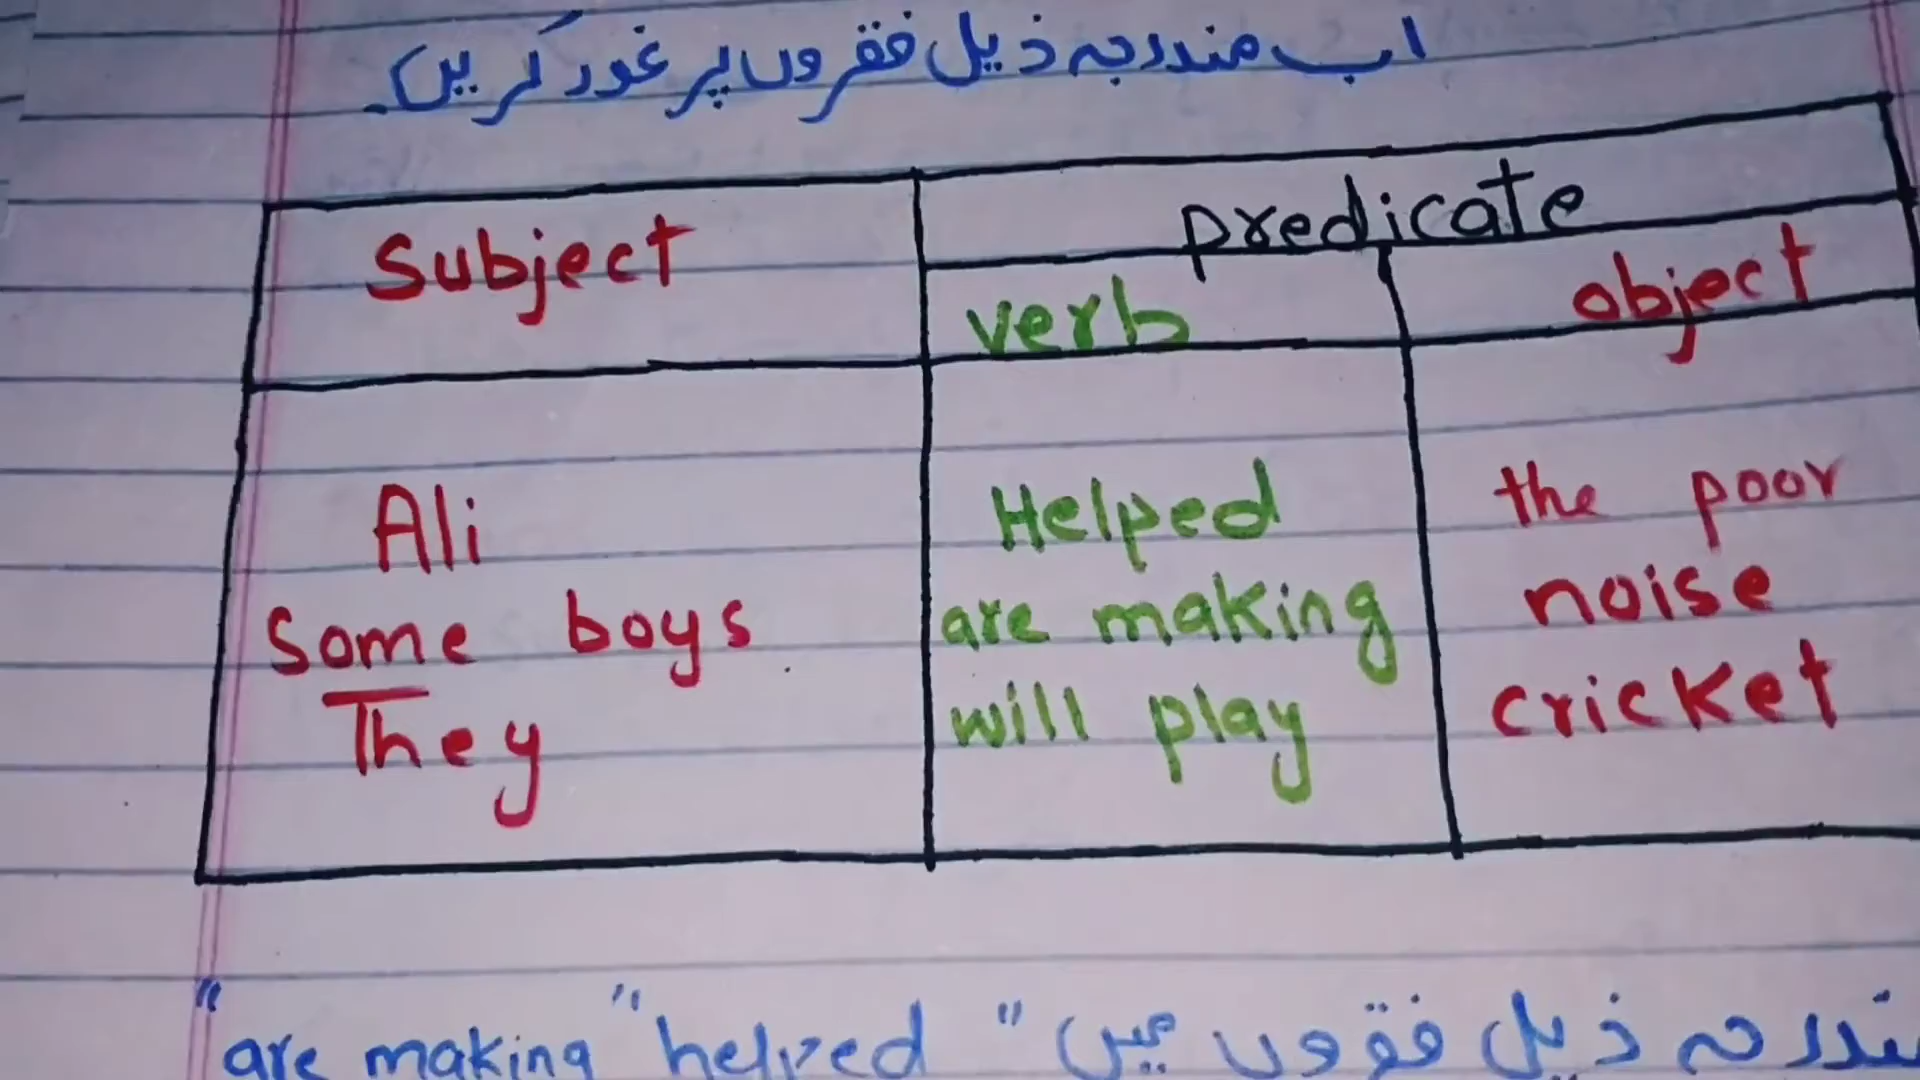 اب مندرجہ ذیل فقروں پر غور کریں۔
Subject predicate
verb object
Ali Helped the poor
Some boys are making noise
They will play cricket
مندرجہ ذیل فقروں میں " helped "are making"